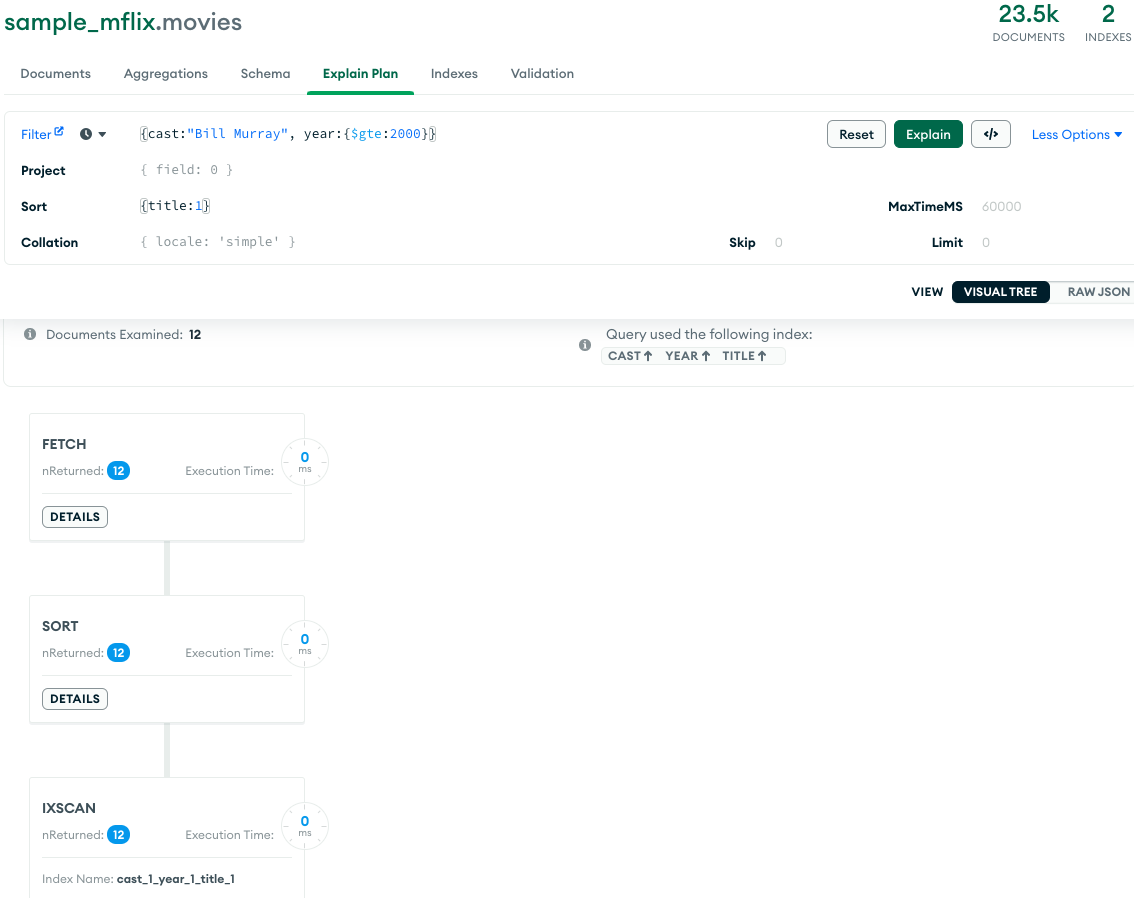 sample_mflix.movies
23.5k 2
DOCUMENTS INDEXES
Documents Aggregations Schema Explain Plan Indexes Validation
Filter {cast:"Bill Murray", year:{$gte:2000}} Reset Explain </> Less Options
Project { field: 0 }
Sort {title:1} MaxTimeMS 60000
Collation { locale: 'simple' } Skip 0 Limit 0
VIEW VISUAL TREE RAW JSON
Documents Examined: 12 Query used the following index:
CAST↑ YEAR↑ TITLE↑
FETCH
nReturned: 12 Execution Time: 0 ms
DETAILS
SORT
nReturned: 12 Execution Time: 0 ms
DETAILS
IXSCAN
nReturned: 12 Execution Time: 0 ms
Index Name: cast_1_year_1_title_1